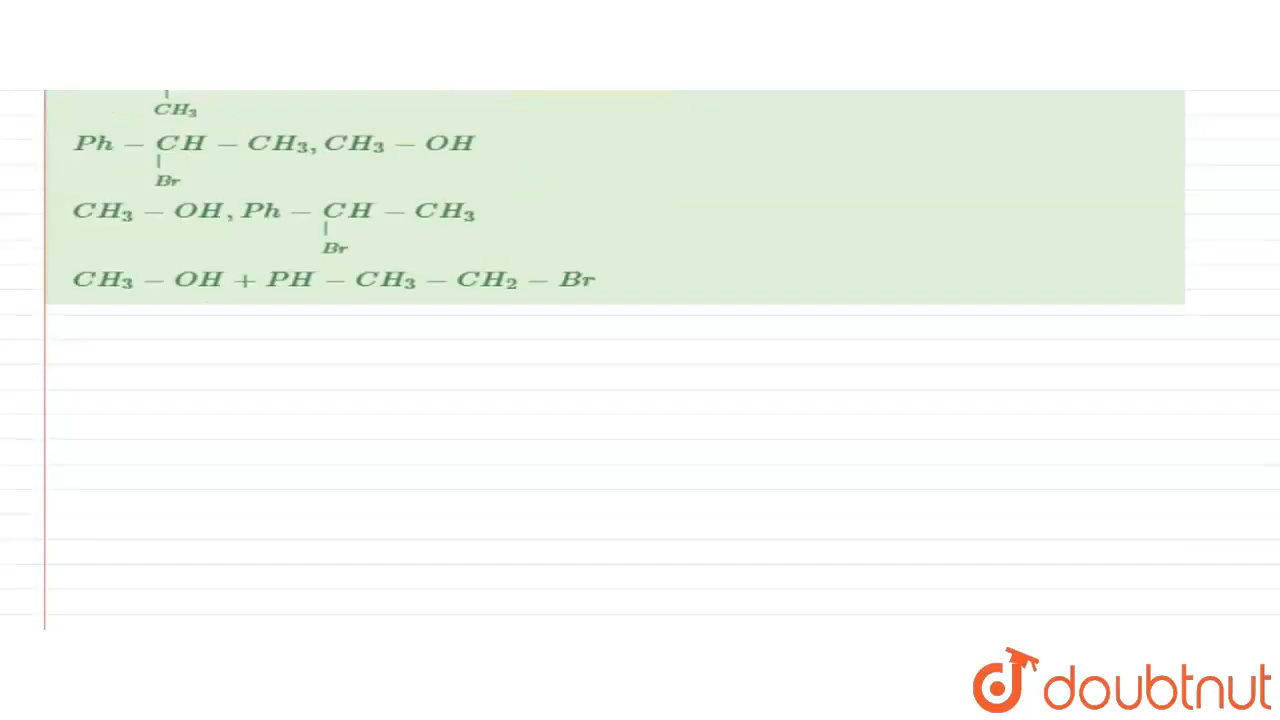 CH₃
Ph − CH − CH₃, CH₃ − OH
|
Br
CH₃ − OH, Ph − CH − CH₃
|
Br
CH₃ − OH + PH − CH₃ − CH₂ − Br
doubtnut